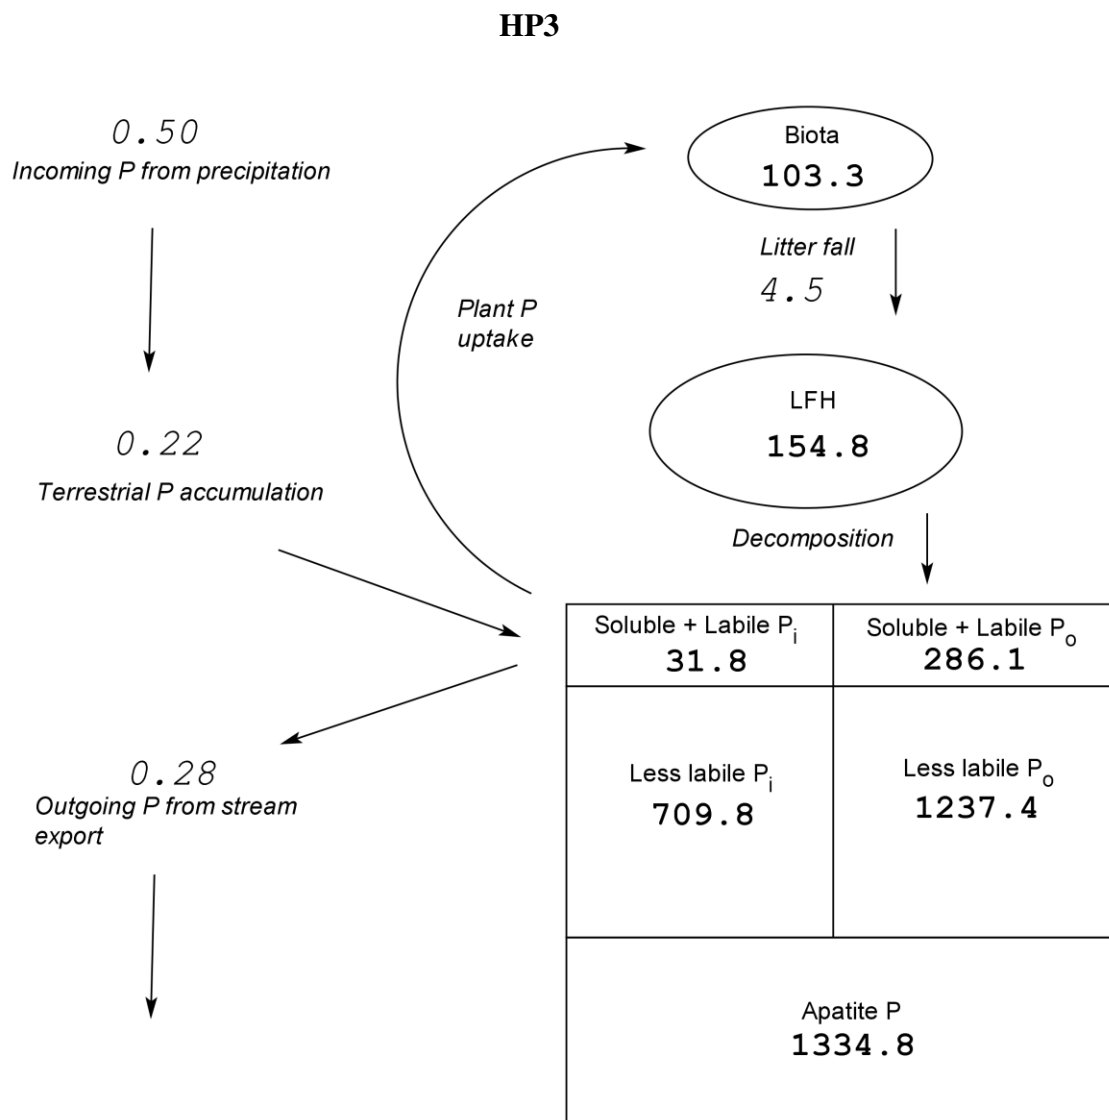 HP3
0.50
Incoming P from precipitation
0.22
Terrestrial P accumulation
0.28
Outgoing P from stream
export
Plant P
uptake
Biota
103.3
Litter fall
4.5
LFH
154.8
Decomposition
Soluble + Labile Pi
31.8
Soluble + Labile Po
286.1
Less labile Pi
709.8
Less labile Po
1237.4
Apatite P
1334.8